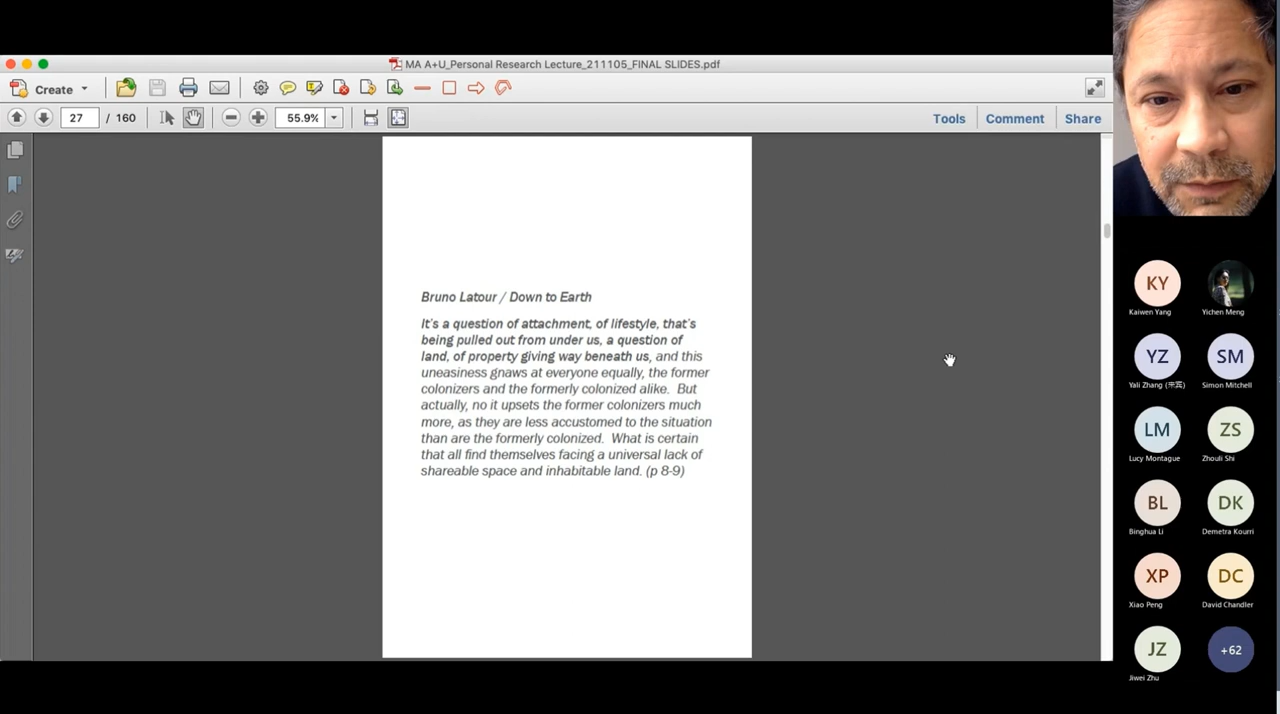 MA A+U_Personal Research Lecture_211105_FINAL SLIDES.pdf
Create
27 / 160
55.9%
Tools
Comment
Share
Bruno Latour / Down to Earth
It's a question of attachment, of lifestyle, that's
being pulled out from under us, a question of
land, of property giving way beneath us, and this
uneasiness gnaws at everyone equally, the former
colonizers and the formerly colonized alike. But
actually, no it upsets the former colonizers much
more, as they are less accustomed to the situation
than are the formerly colonized. What is certain
that all find themselves facing a universal lack of
shareable space and inhabitable land. (p 8-9)
KY
Kaiwen Yang
Yichen Meng
YZ
Yali Zhang
SM
Simon Mitchell
LM
Lucy Montague
ZS
Zhouli Shi
BL
Binghua Li
DK
Demetra Kourri
XP
Xiao Peng
DC
David Chandler
JZ
Jiwei Zhu
+62